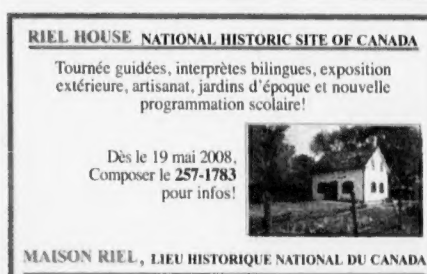 RIEL HOUSE NATIONAL HISTORIC SITE OF CANADA
Tournée guidées, interprètes bilingues, exposition
extérieure, artisanat, jardins d'époque et nouvelle
programmation scolaire!
Dès le 19 mai 2008,
Composer le 257-1783
pour infos!
MAISON RIEL, LIEU HISTORIQUE NATIONAL DU CANADA